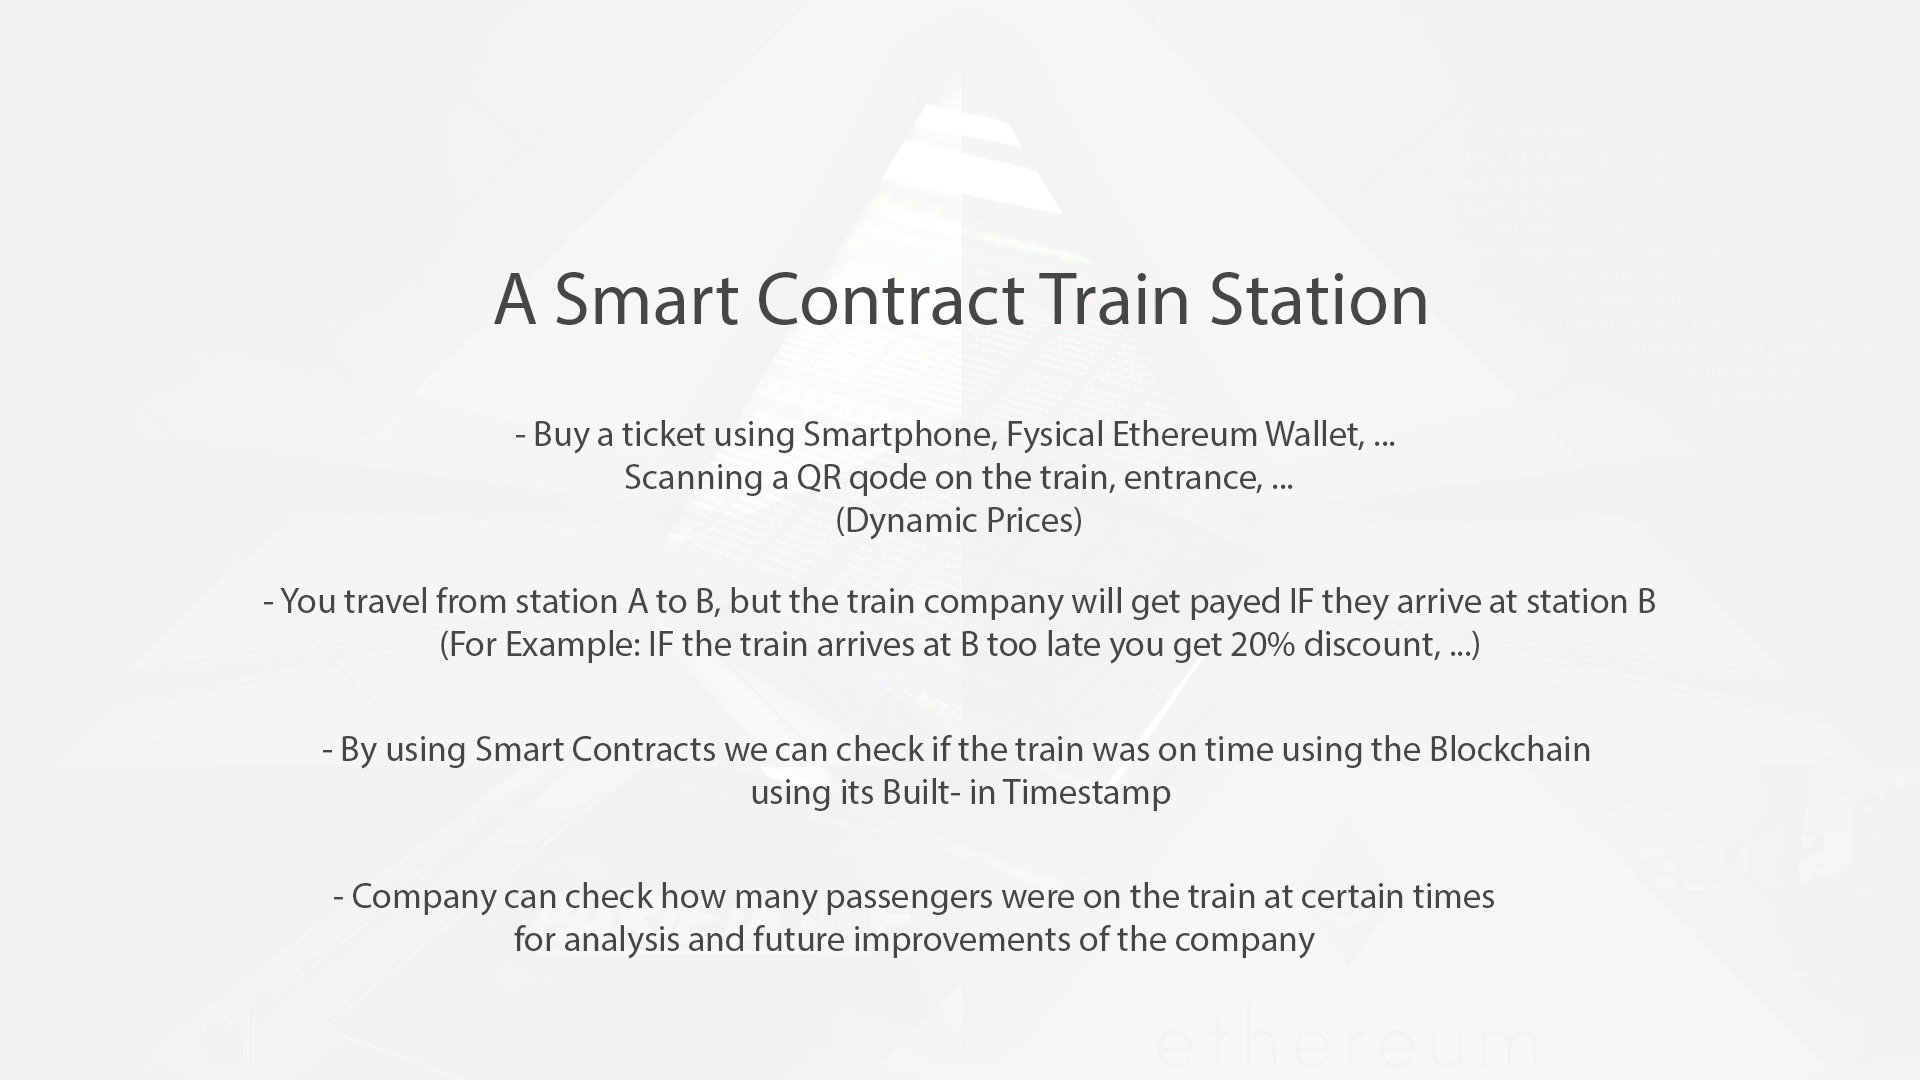 A Smart Contract Train Station
- Buy a ticket using Smartphone, Fysical Ethereum Wallet, ...
Scanning a QR qode on the train, entrance, ...
(Dynamic Prices)
- You travel from station A to B, but the train company will get payed IF they arrive at station B
(For Example: IF the train arrives at B too late you get 20% discount, ...)
- By using Smart Contracts we can check if the train was on time using the Blockchain
using its Built- in Timestamp
- Company can check how many passengers were on the train at certain times
for analysis and future improvements of the company
ethereum